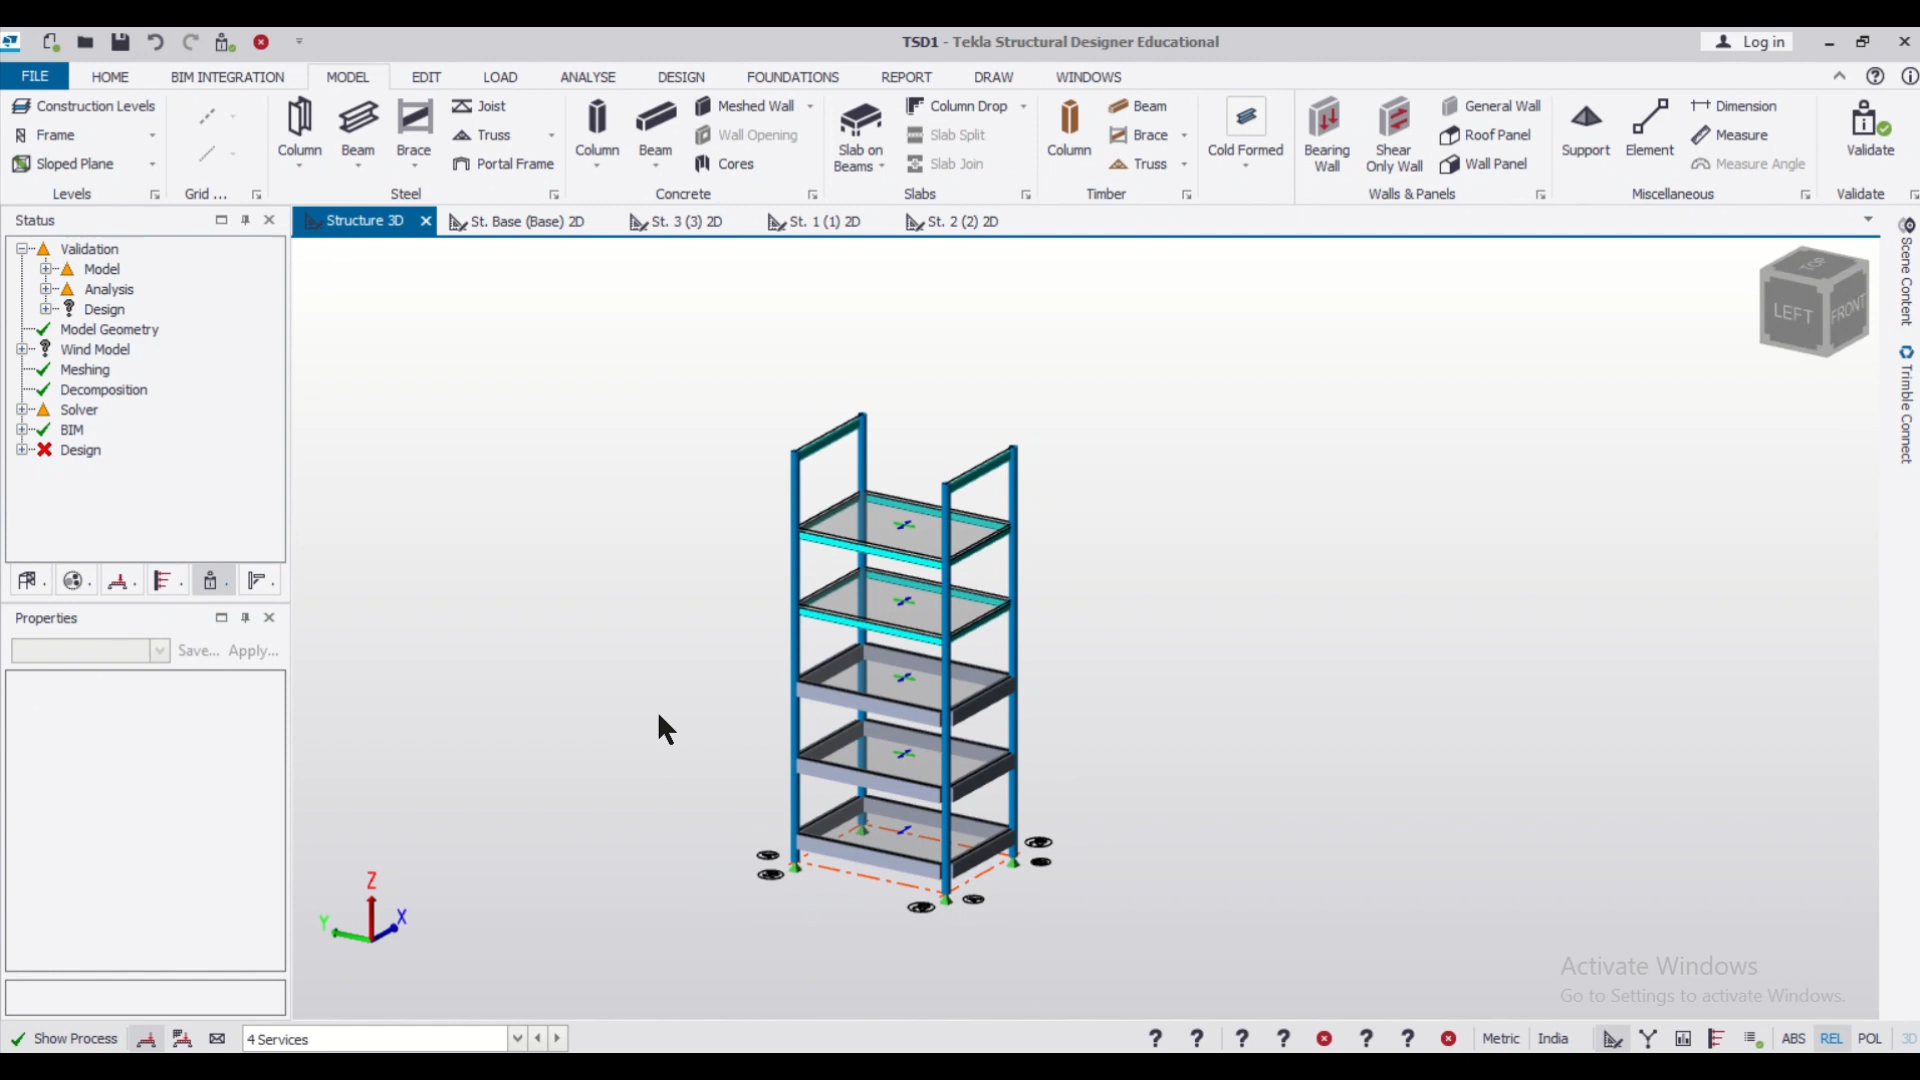 TSD1 - Tekla Structural Designer Educational
Log in
FILE HOME BIM INTEGRATION MODEL EDIT LOAD ANALYSE DESIGN FOUNDATIONS REPORT DRAW WINDOWS
Construction Levels
Frame
Sloped Plane
Levels
Grid ...
Column
Beam
Brace
Joist
Truss
Portal Frame
Steel
Column
Beam
Meshed Wall
Wall Opening
Cores
Concrete
Slab on
Beams
Column Drop
Slab Split
Slab Join
Slabs
Column
Beam
Brace
Truss
Timber
Cold Formed
Bearing
Wall
Shear
Only Wall
General Wall
Roof Panel
Wall Panel
Walls & Panels
Support
Element
Dimension
Measure
Measure Angle
Miscellaneous
Validate
Validate
Status
Structure 3D
St. Base (Base) 2D
St. 3 (3) 2D
St. 1 (1) 2D
St. 2 (2) 2D
Validation
Model
Analysis
Design
Model Geometry
Wind Model
Meshing
Decomposition
Solver
BIM
Design
Properties
Save... Apply...
TOP
LEFT
FRONT
Scene Content
Trimble Connect
Z
Y
X
Activate Windows
Go to Settings to activate Windows.
Show Process
4 Services
Metric India
ABS REL POL 3D